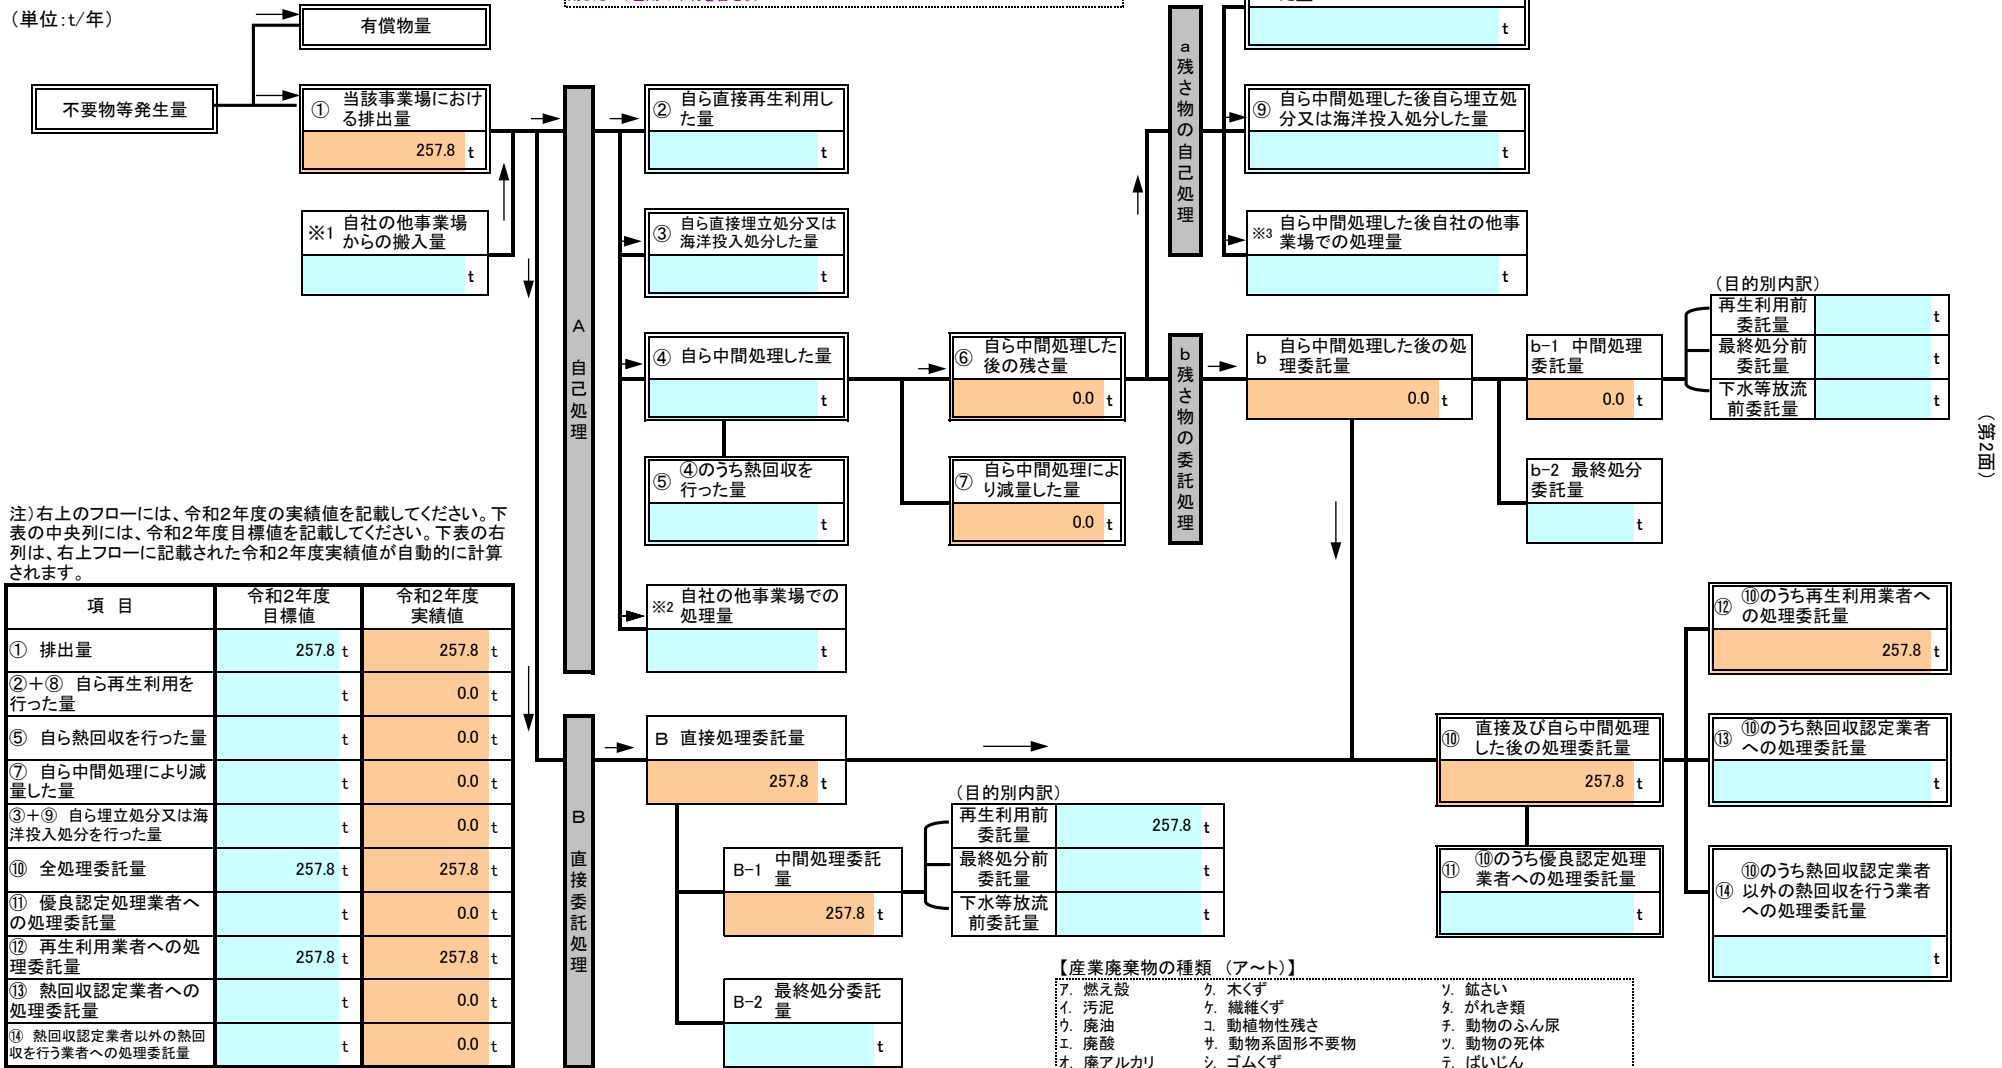 (単位:t/年)
有償物量
不要物等発生量
① 当該事業場におけ
る排出量
257.8 t
※1 自社の他事業場
からの搬入量
t
A 自己処理
② 自ら直接再生利用し
た量
t
③ 自ら直接埋立処分又は
海洋投入処分した量
t
④ 自ら中間処理した量
t
⑤ ④のうち熱回収を
行った量
t
※2 自社の他事業場での
処理量
t
⑥ 自ら中間処理した
後の残さ量
0.0 t
⑦ 自ら中間処理によ
り減量した量
0.0 t
a 残さ物の自己処理
t
⑨ 自ら中間処理した後自ら埋立処
分又は海洋投入処分した量
t
※3 自ら中間処理した後自社の他事
業場での処理量
t
b 残さ物の委託処理
b 自ら中間処理した後の処
理委託量
0.0 t
b-1 中間処理
委託量
0.0 t
b-2 最終処分
委託量
t
(目的別内訳)
再生利用前
委託量 t
最終処分前
委託量 t
下水等放流
前委託量 t
(第2面)
注)右上のフローには、令和2年度の実績値を記載してください。下
表の中央列には、令和2年度目標値を記載してください。下表の右
列は、右上フローに記載された令和2年度実績値が自動的に計算
されます。
項 目 令和2年度
目標値 令和2年度
実績値
① 排出量 257.8 t 257.8 t
②+⑧ 自ら再生利用を
行った量 t 0.0 t
⑤ 自ら熱回収を行った量 t 0.0 t
⑦ 自ら中間処理により減
量した量 t 0.0 t
③+⑨ 自ら埋立処分又は海
洋投入処分を行った量 t 0.0 t
⑩ 全処理委託量 257.8 t 257.8 t
⑪ 優良認定処理業者へ
の処理委託量 t 0.0 t
⑫ 再生利用業者への処
理委託量 257.8 t 257.8 t
⑬ 熱回収認定業者への
処理委託量 t 0.0 t
⑭ 熱回収認定業者以外の熱回
収を行う業者への処理委託量 t 0.0 t
B 直接委託処理
B 直接処理委託量
257.8 t
B-1 中間処理委託
量
257.8 t
B-2 最終処分委託
量
t
(目的別内訳)
再生利用前
委託量 257.8 t
最終処分前
委託量 t
下水等放流
前委託量 t
⑩ 直接及び自ら中間処理
した後の処理委託量
257.8 t
⑪ ⑩のうち優良認定処理
業者への処理委託量
t
⑫ ⑩のうち再生利用業者へ
の処理委託量
257.8 t
⑬ ⑩のうち熱回収認定業者
への処理委託量
t
⑭ ⑩のうち熱回収認定業者
以外の熱回収を行う業者
への処理委託量
t
【産業廃棄物の種類 (ア~ト)】
ア. 燃え殻 ク. 木くず ソ. 鉱さい
イ. 汚泥 ケ. 繊維くず タ. がれき類
ウ. 廃油 コ. 動植物性残さ チ. 動物のふん尿
エ. 廃酸 サ. 動物系固形不要物 ツ. 動物の死体
オ. 廃アルカリ シ. ゴムくず テ. ばいじん